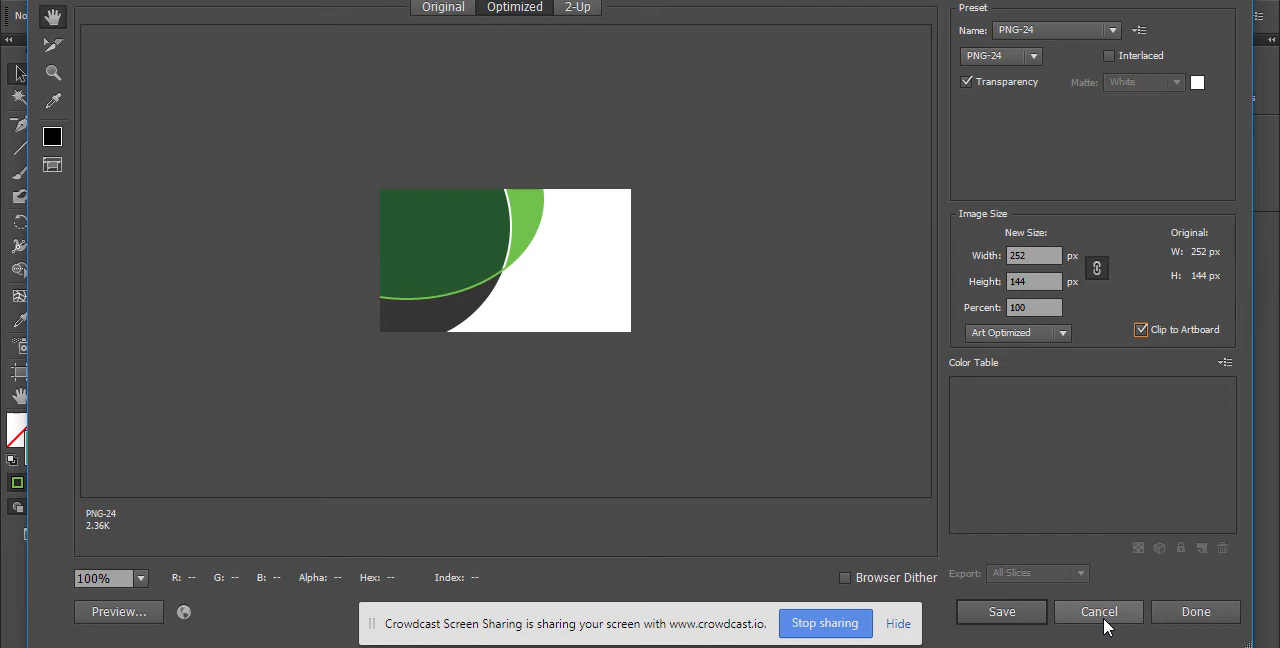 No
Original Optimized 2-Up
Preset
Name: PNG-24
PNG-24 Interlaced
Transparency Matte: White
Image Size
New Size: Original:
Width: 252 px W: 252 px
Height: 144 px H: 144 px
Percent: 100
Art Optimized Clip to Artboard
Color Table
PNG-24
2.36K
100% R: -- G: -- B: -- Alpha: -- Hex: -- Index: -- Browser Dither
Export: All Slices
Preview... Save Cancel Done
Crowdcast Screen Sharing is sharing your screen with www.crowdcast.io. Stop sharing Hide